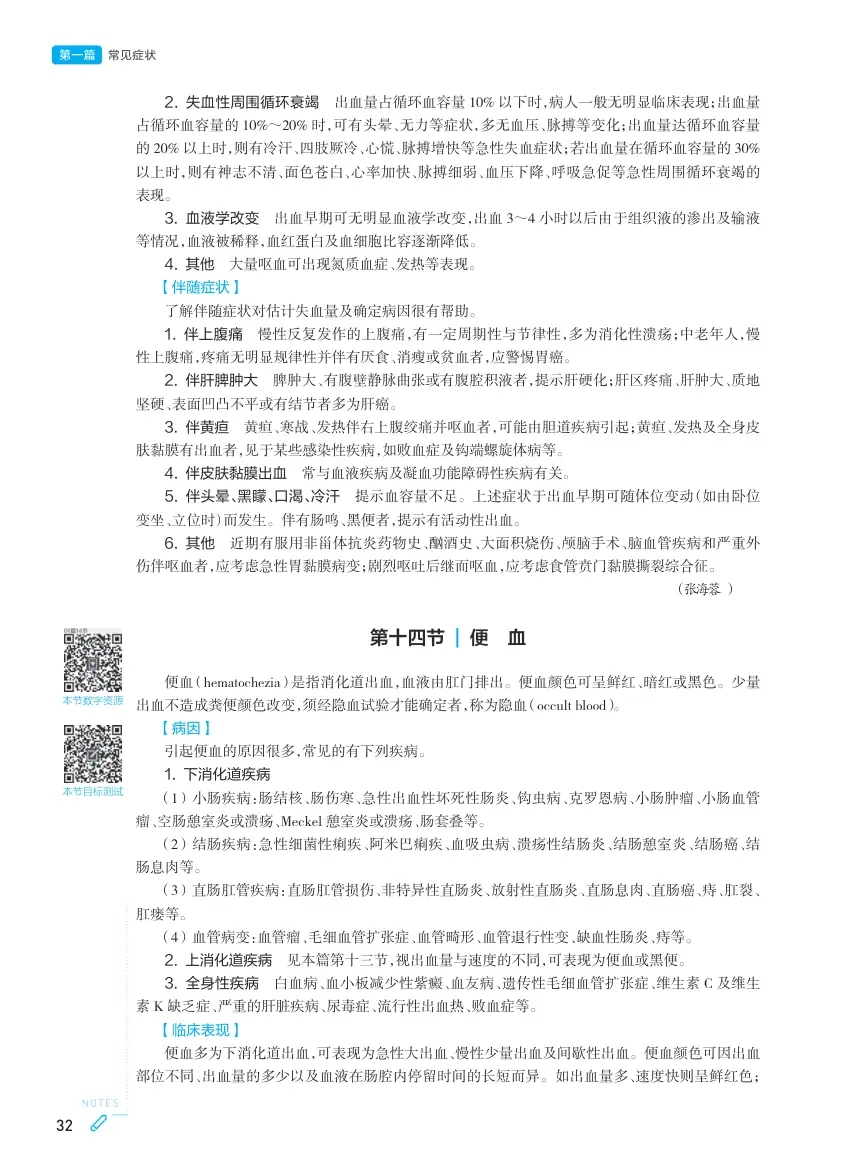 第一篇 常见症状
2. 失血性周围循环衰竭 出血量占循环血容量 10% 以下时,病人一般无明显临床表现;出血量
占循环血容量的 10%～20% 时,可有头晕、无力等症状,多无血压、脉搏等变化;出血量达循环血容量
的 20% 以上时,则有冷汗、四肢厥冷、心慌、脉搏增快等急性失血症状;若出血量在循环血容量的 30%
以上时,则有神志不清、面色苍白、心率加快、脉搏细弱、血压下降、呼吸急促等急性周围循环衰竭的
表现。
3. 血液学改变 出血早期可无明显血液学改变,出血 3～4 小时以后由于组织液的渗出及输液
等情况,血液被稀释,血红蛋白及血细胞比容逐渐降低。
4. 其他 大量呕血可出现氮质血症、发热等表现。
【伴随症状】
了解伴随症状对估计失血量及确定病因很有帮助。
1. 伴上腹痛 慢性反复发作的上腹痛,有一定周期性与节律性,多为消化性溃疡;中老年人,慢
性上腹痛,疼痛无明显规律性并伴有厌食、消瘦或贫血者,应警惕胃癌。
2. 伴肝脾肿大 脾肿大、有腹壁静脉曲张或有腹腔积液者,提示肝硬化;肝区疼痛、肝肿大、质地
坚硬、表面凹凸不平或有结节者多为肝癌。
3. 伴黄疸 黄疸、寒战、发热伴右上腹绞痛并呕血者,可能由胆道疾病引起;黄疸、发热及全身皮
肤黏膜有出血者,见于某些感染性疾病,如败血症及钩端螺旋体病等。
4. 伴皮肤黏膜出血 常与血液疾病及凝血功能障碍性疾病有关。
5. 伴头晕、黑矇、口渴、冷汗 提示血容量不足。上述症状于出血早期可随体位变动(如由卧位
变坐、立位时)而发生。伴有肠鸣、黑便者,提示有活动性出血。
6. 其他 近期有服用非甾体抗炎药物史、酗酒史、大面积烧伤、颅脑手术、脑血管疾病和严重外
伤伴呕血者,应考虑急性胃黏膜病变;剧烈呕吐后继而呕血,应考虑食管贲门黏膜撕裂综合征。
(张海蓉)
01篇14节
本节数字资源
本节目标测试
第十四节 | 便 血
便血(hematochezia)是指消化道出血,血液由肛门排出。便血颜色可呈鲜红、暗红或黑色。少量
出血不造成粪便颜色改变,须经隐血试验才能确定者,称为隐血(occult blood)。
【病因】
引起便血的原因很多,常见的有下列疾病。
1. 下消化道疾病
(1)小肠疾病:肠结核、肠伤寒、急性出血性坏死性肠炎、钩虫病、克罗恩病、小肠肿瘤、小肠血管
瘤、空肠憩室炎或溃疡、Meckel 憩室炎或溃疡、肠套叠等。
(2)结肠疾病:急性细菌性痢疾、阿米巴痢疾、血吸虫病、溃疡性结肠炎、结肠憩室炎、结肠癌、结
肠息肉等。
(3)直肠肛管疾病:直肠肛管损伤、非特异性直肠炎、放射性直肠炎、直肠息肉、直肠癌、痔、肛裂、
肛瘘等。
(4)血管病变:血管瘤、毛细血管扩张症、血管畸形、血管退行性变、缺血性肠炎、痔等。
2. 上消化道疾病 见本篇第十三节,视出血量与速度的不同,可表现为便血或黑便。
3. 全身性疾病 白血病、血小板减少性紫癜、血友病、遗传性毛细血管扩张症、维生素 C 及维生
素 K 缺乏症、严重的肝脏疾病、尿毒症、流行性出血热、败血症等。
【临床表现】
便血多为下消化道出血,可表现为急性大出血、慢性少量出血及间歇性出血。便血颜色可因出血
部位不同、出血量的多少以及血液在肠腔内停留时间的长短而异。如出血量多、速度快则呈鲜红色;
NOTES
32